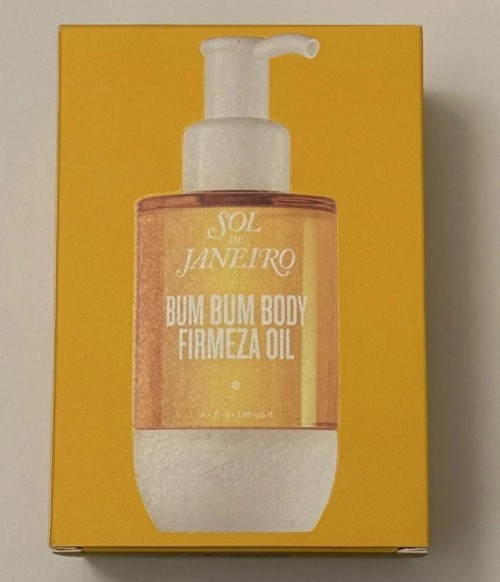 SOL
DE
JANEIRO
BUM BUM BODY
FIRMEZA OIL